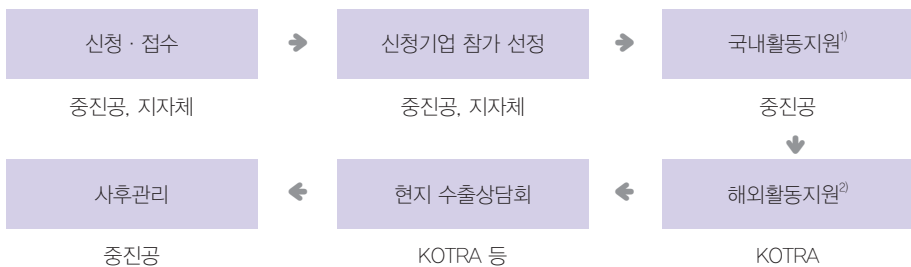 신청 · 접수
신청기업 참가 선정
국내활동지원1)
중진공, 지자체
중진공, 지자체
중진공
사후관리
현지 수출상담회
해외활동지원2)
중진공
KOTRA 등
KOTRA